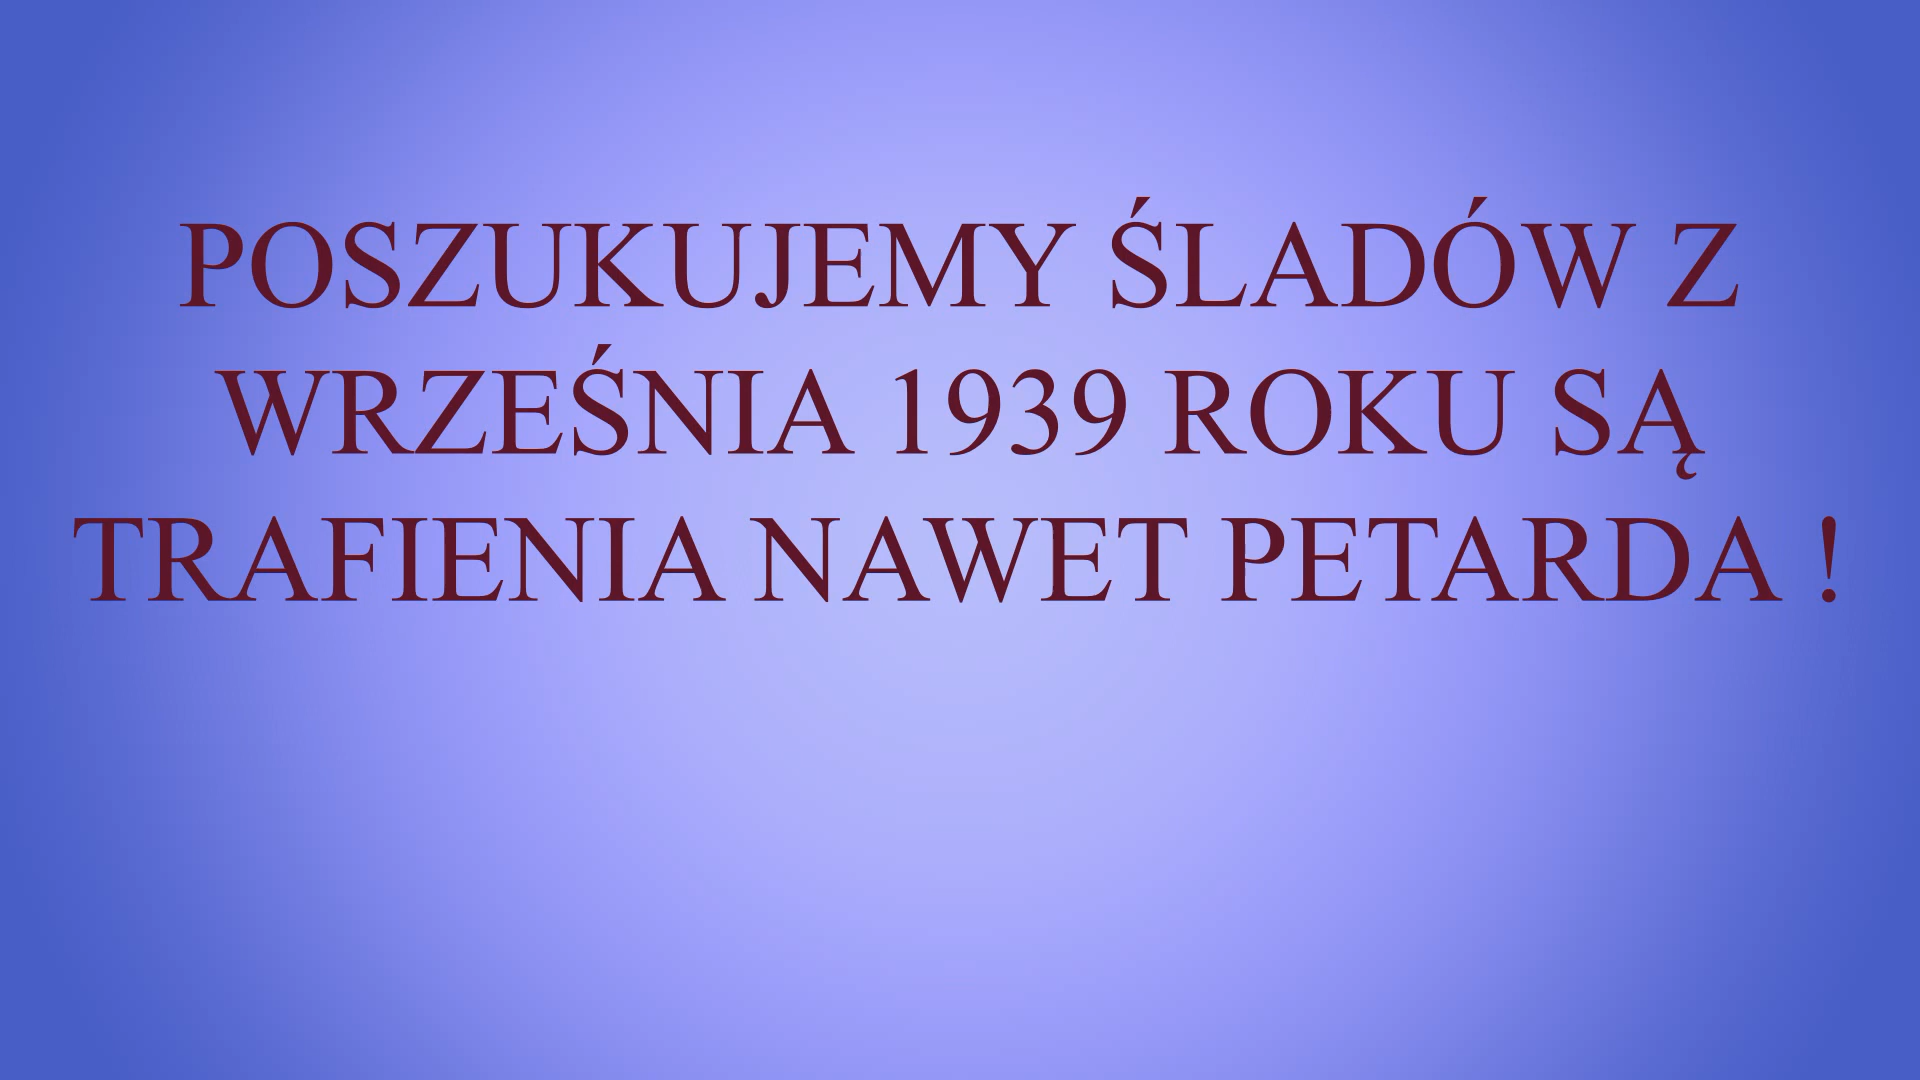 POSZUKUJEMY ŚLADÓW Z
WRZEŚNIA 1939 ROKU SĄ
TRAFIENIA NAWET PETARDA !